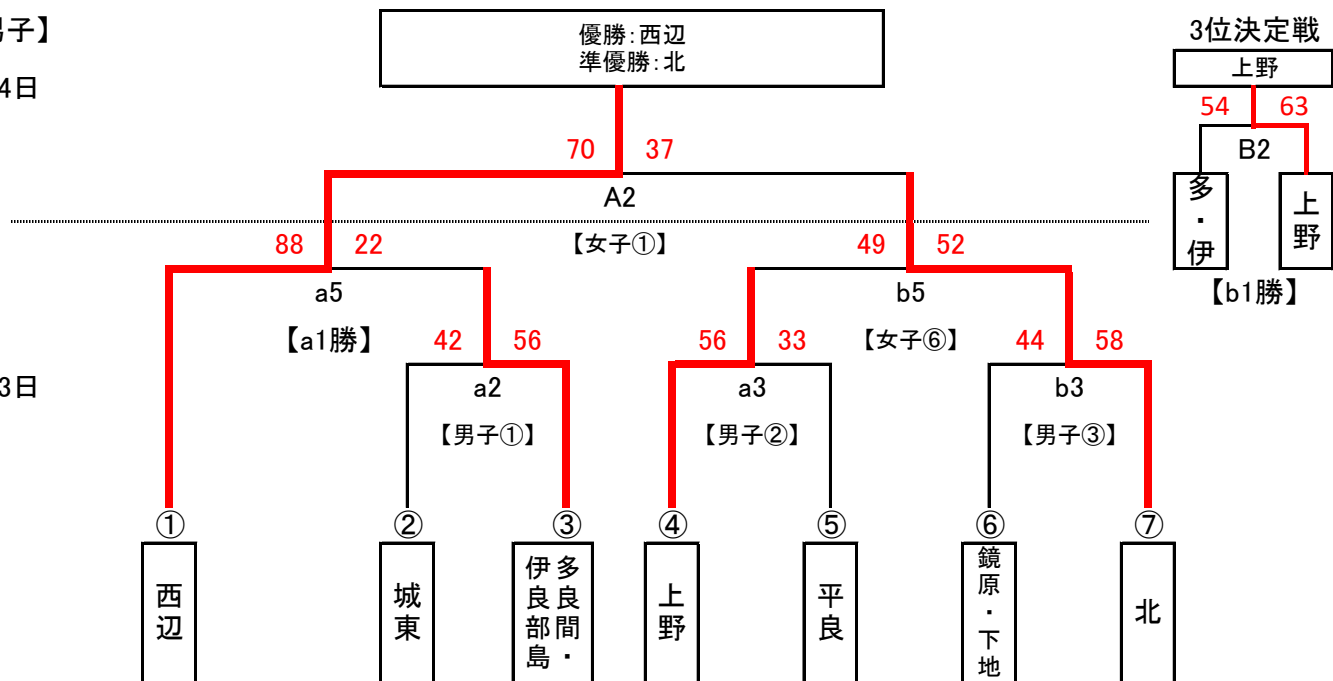 男子】
優勝：西辺
準優勝：北
3位決定戦
上野
4日
54 63
B2
70 37
A2
多・伊
上野
【b1勝】
88 22
【女子①】
49 52
a5
b5
【a1勝】
42 56
56 33
【女子⑥】
44 58
3日
a2
a3
b3
【男子①】
【男子②】
【男子③】
① ② ③ ④ ⑤ ⑥ ⑦
西辺
城東
多良間・
伊良部島
上野
平良
鏡原・下地
北